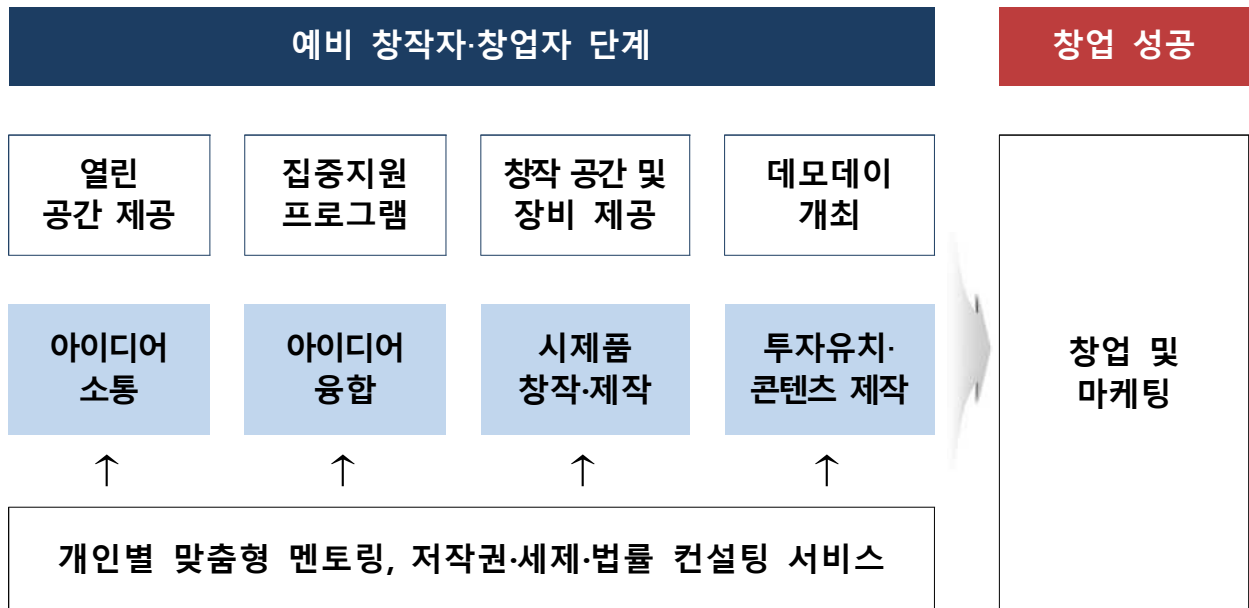 예비 창작자·창업자 단계
창업 성공
열린
공간 제공
집중지원
프로그램
창작 공간 및
장비 제공
데모데이
개최
아이디어
소통
아이디어
융합
시제품
창작·제작
투자유치·
콘텐츠 제작
창업 및
마케팅
↑ ↑ ↑ ↑
개인별 맞춤형 멘토링, 저작권·세제·법률 컨설팅 서비스